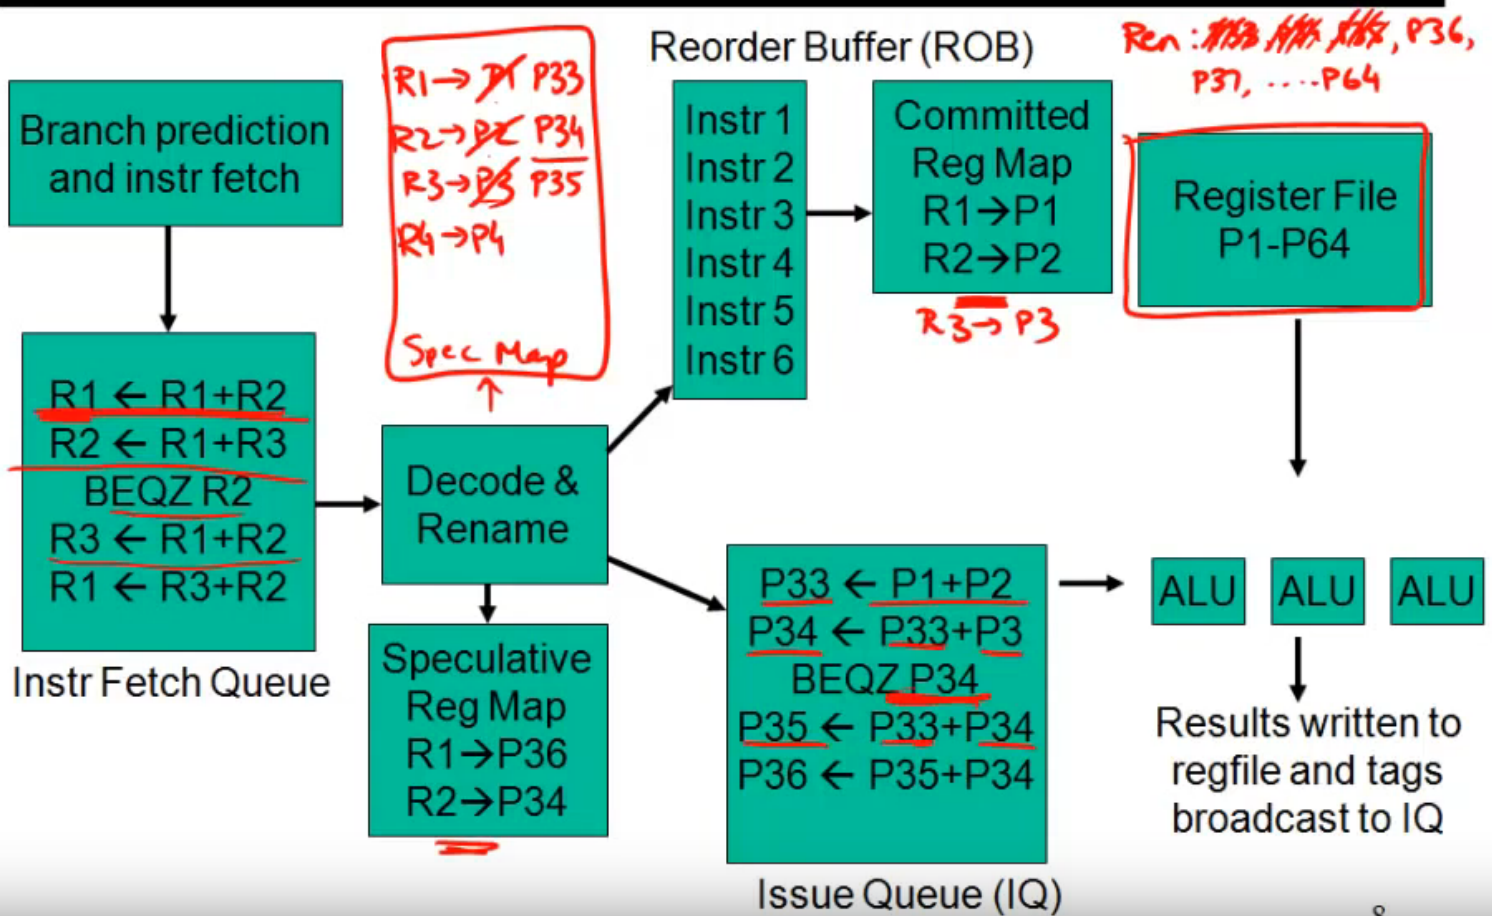 Branch prediction
and instr fetch
R1 ← R1+R2
R2 ← R1+R3
BEQZ R2
R3 ← R1+R2
R1 ← R3+R2
Instr Fetch Queue
R1→P1 P33
R2→P2 P34
R3→P3 P35
R4→P4
Spec Map
Decode &
Rename
Speculative
Reg Map
R1→P36
R2→P34
Reorder Buffer (ROB)
Instr 1
Instr 2
Instr 3
Instr 4
Instr 5
Instr 6
Committed
Reg Map
R1→P1
R2→P2
R3→P3
P36,
P37, .....P64
Register File
P1-P64
P33 ← P1+P2
P34 ← P33+P3
BEQZ P34
P35 ← P33+P34
P36 ← P35+P34
Issue Queue (IQ)
ALU
ALU
ALU
Results written to
regfile and tags
broadcast to IQ